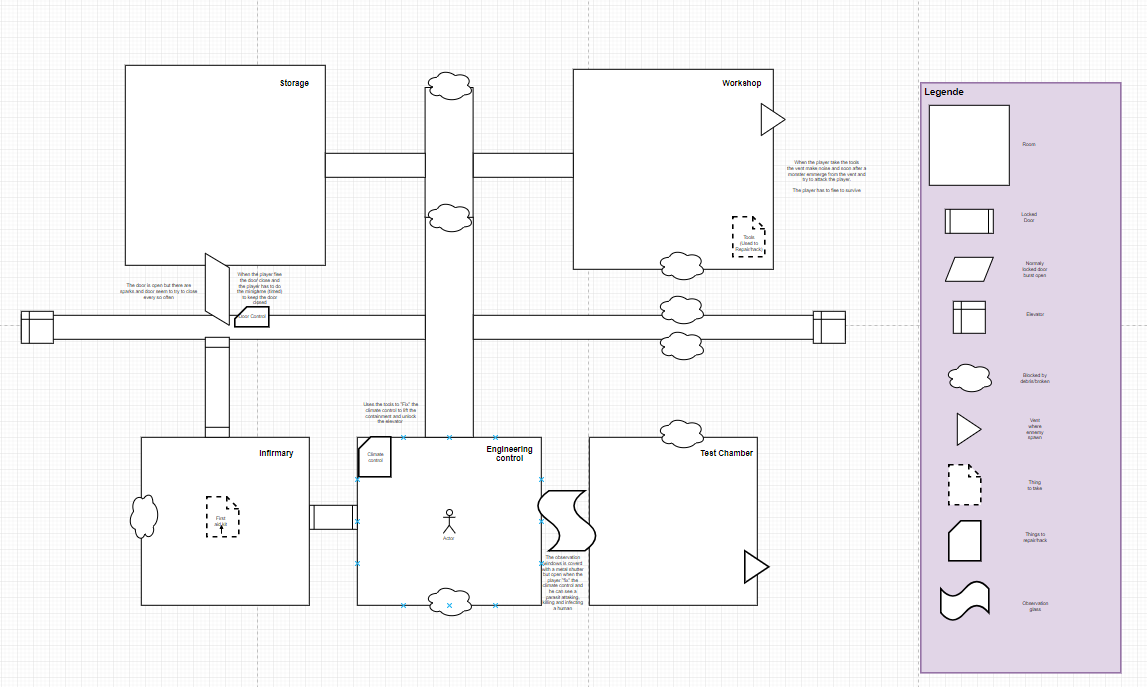 Storage
Workshop
When the player take the tools
the vent make noise and soon after a
monster emmerge from the vent and
try to attack the player.
The player has to flee to survive
Tools
(Used to
Repair/hack)
The door is open but there are
sparks and door seem to try to close
every so often
When the player flee
the door close and
the player has to do
the minigame (timed)
to keep the door
closed
Door Control
Uses the tools to "Fix" the
climate control to lift the
containment and unlock
the elevator
Infirmary
First
aid kit
Climate
control
Engineering
control
Actor
Test Chamber
The observation
windows is coverd
with a metal shutter
but open when the
player "fix" the
climate control and
he can see a
parasit attaking,
killing and infecting
a human
Legende
Room
Locked
Door
Normaly
locked door
burst open
Elevator
Blocked by
debris/broken
Vent
where
ennemy
spawn
Thing
to take
Things to
repair/hack
Observation
glass